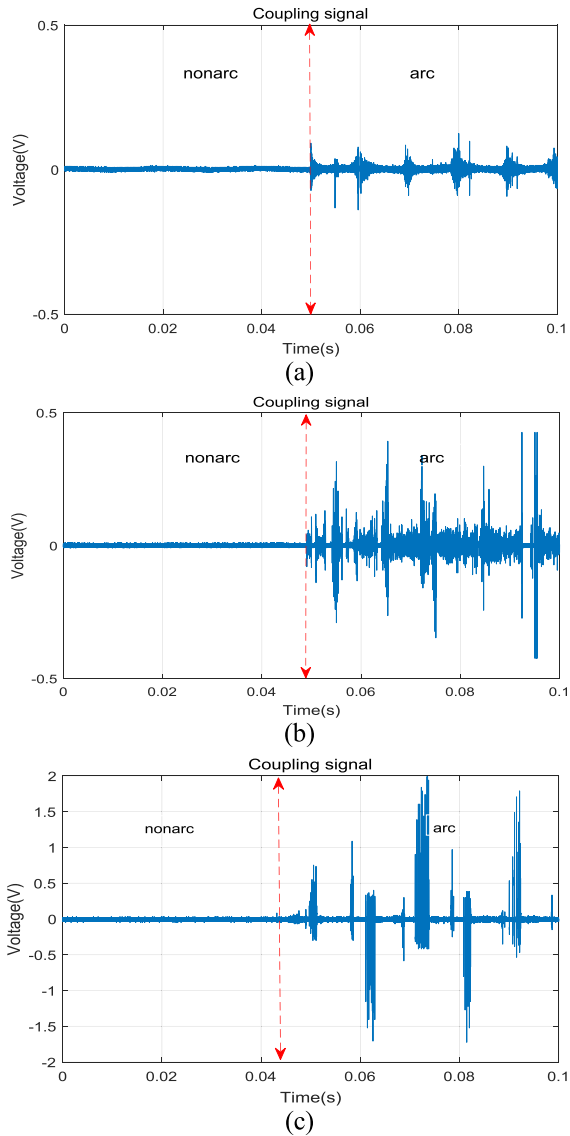 Coupling signal
0.5
nonarc
arc
Voltage(V)
0
-0.5
0 0.02 0.04 0.06 0.08 0.1
Time(s)
(a)
Coupling signal
0.5
nonarc
arc
Voltage(V)
0
-0.5
0 0.02 0.04 0.06 0.08 0.1
Time(s)
(b)
Coupling signal
2
1.5
nonarc
arc
1
0.5
Voltage(V)
0
-0.5
-1
-1.5
-2
0 0.02 0.04 0.06 0.08 0.1
Time(s)
(c)